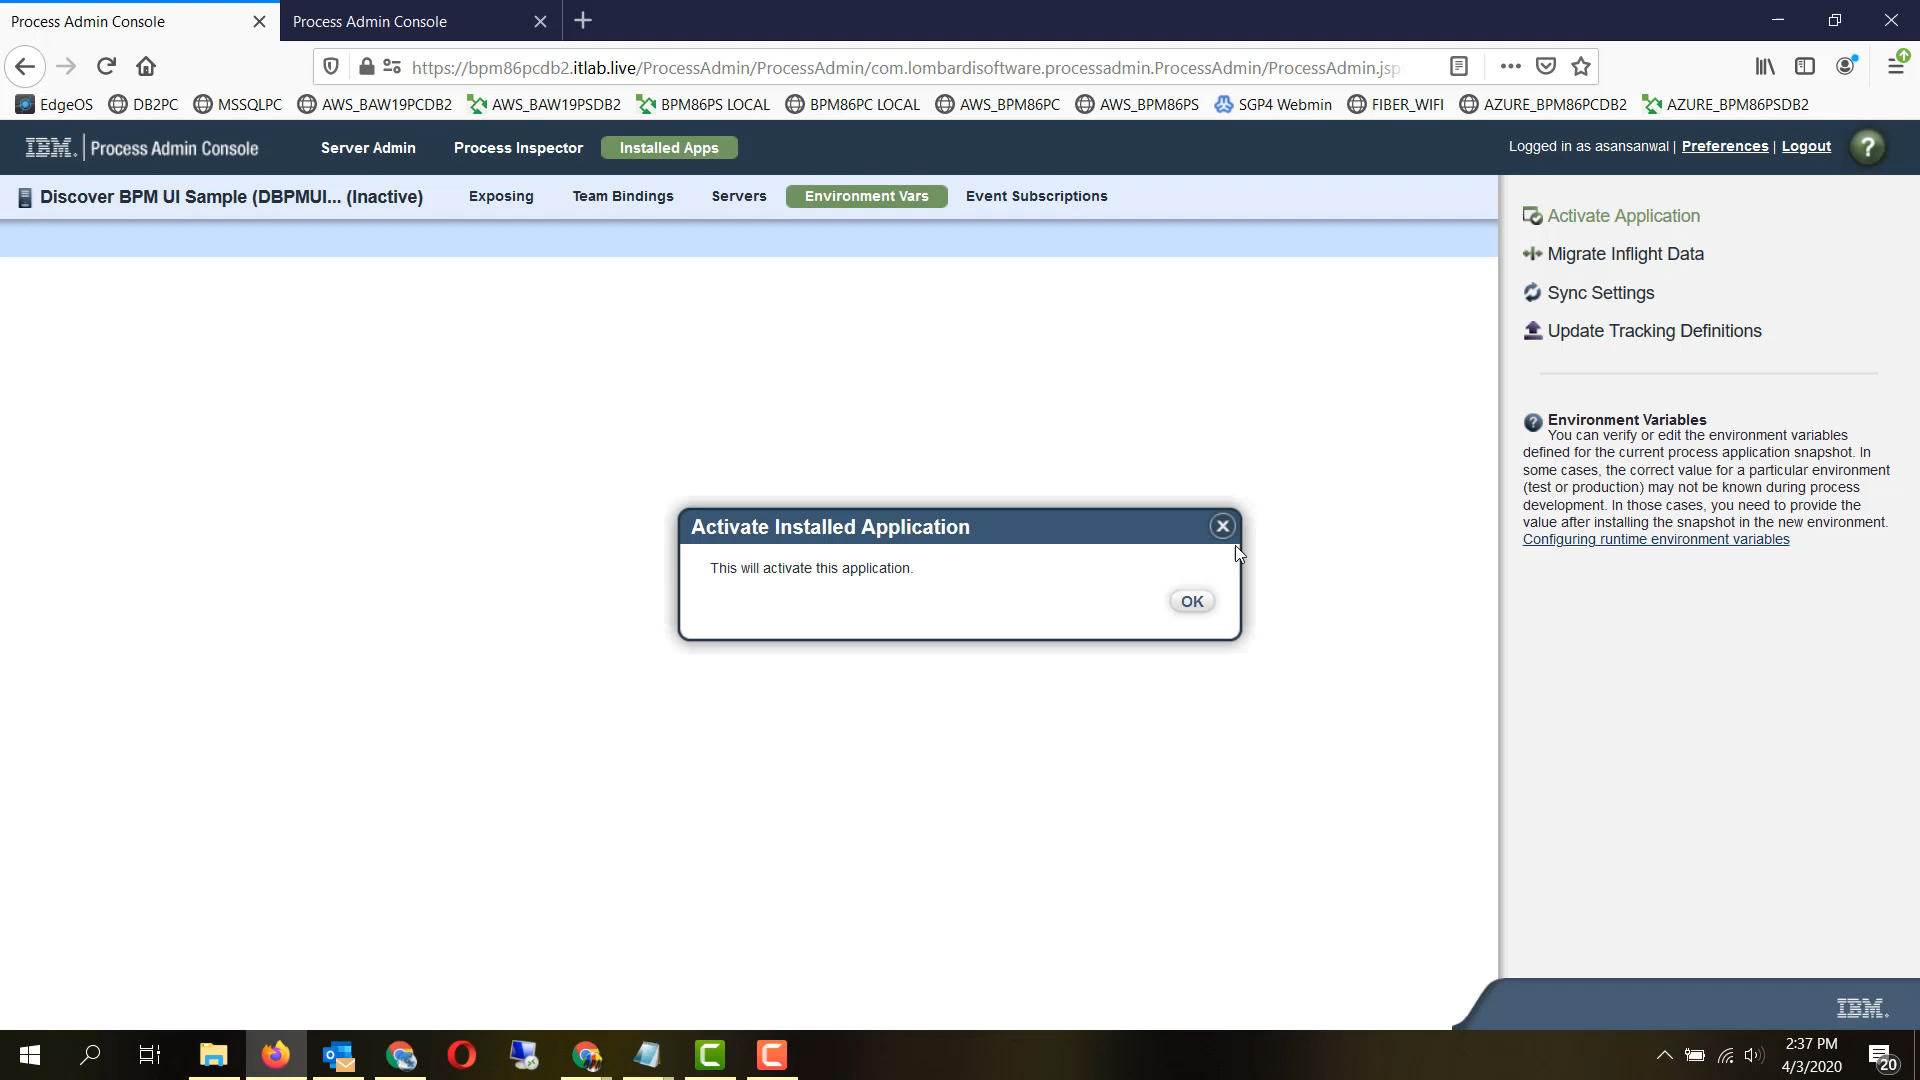 Process Admin Console
Process Admin Console
https://bpm86pcdb2.itlab.live/ProcessAdmin/ProcessAdmin/com.lombardisoftware.processadmin.ProcessAdmin/ProcessAdmin.jsp
EdgeOS
DB2PC
MSSQLPC
AWS_BAW19PCDB2
AWS_BAW19PSDB2
BPM86PS LOCAL
BPM86PC LOCAL
AWS_BPM86PC
AWS_BPM86PS
SGP4 Webmin
FIBER_WIFI
AZURE_BPM86PCDB2
AZURE_BPM86PSDB2
IBM. Process Admin Console
Server Admin
Process Inspector
Installed Apps
Logged in as asansanwal | Preferences | Logout
?
Discover BPM UI Sample (DBPMUI... (Inactive)
Exposing
Team Bindings
Servers
Environment Vars
Event Subscriptions
Activate Application
Migrate Inflight Data
Sync Settings
Update Tracking Definitions
? Environment Variables
You can verify or edit the environment variables
defined for the current process application snapshot. In
some cases, the correct value for a particular environment
(test or production) may not be known during process
development. In those cases, you need to provide the
value after installing the snapshot in the new environment.
Configuring runtime environment variables
Activate Installed Application
This will activate this application.
OK
IBM.
2:37 PM
4/3/2020
20